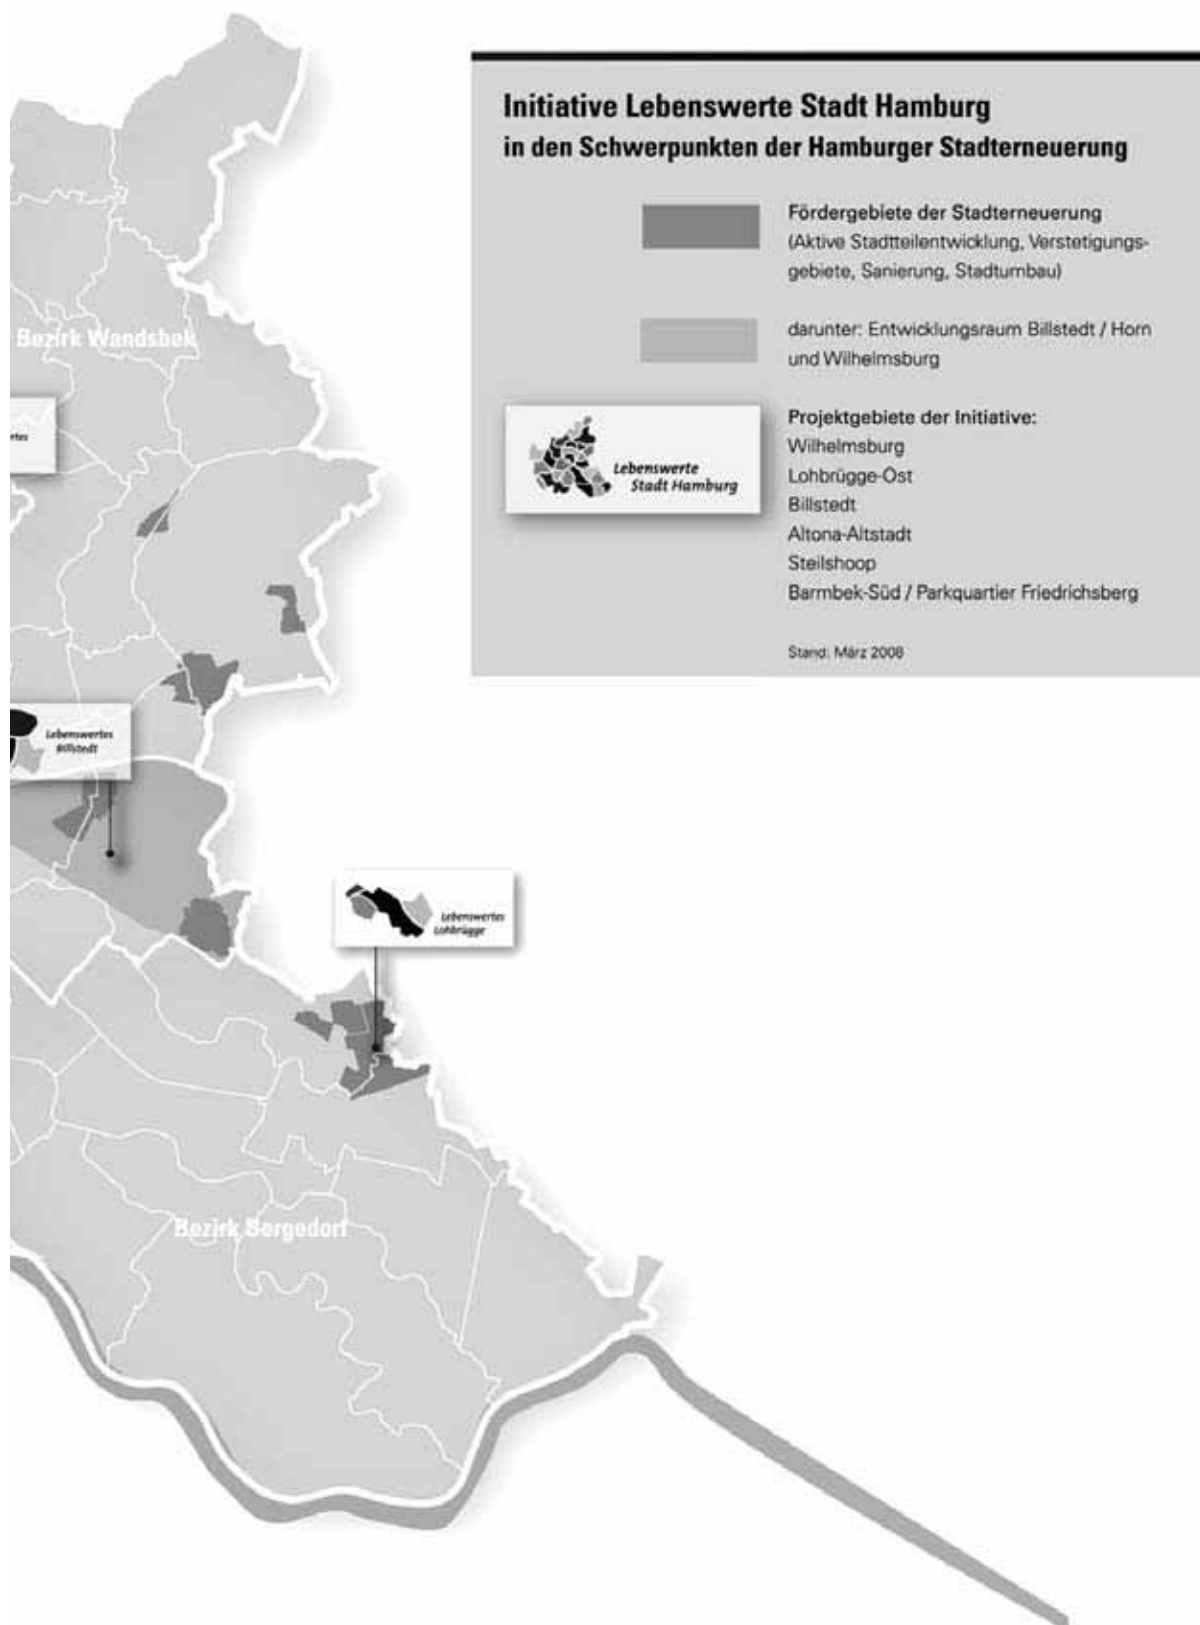 Initiative Lebenswerte Stadt Hamburg
in den Schwerpunkten der Hamburger Stadterneuerung
Fördergebiete der Stadterneuerung
(Aktive Stadtteilentwicklung, Verstetigungs-
gebiete, Sanierung, Stadtumbau)
darunter: Entwicklungsraum Billstedt / Horn
und Wilhelmsburg
Lebenswerte
Stadt Hamburg
Projektgebiete der Initiative:
Wilhelmsburg
Lohbrügge-Ost
Billstedt
Altona-Altstadt
Steilshoop
Barmbek-Süd / Parkquartier Friedrichsberg
Stand: März 2008
Bezirk Wandsbek
Lebenswertes
Billstedt
Lebenswertes
Lohbrügge
Bezirk Bergedorf